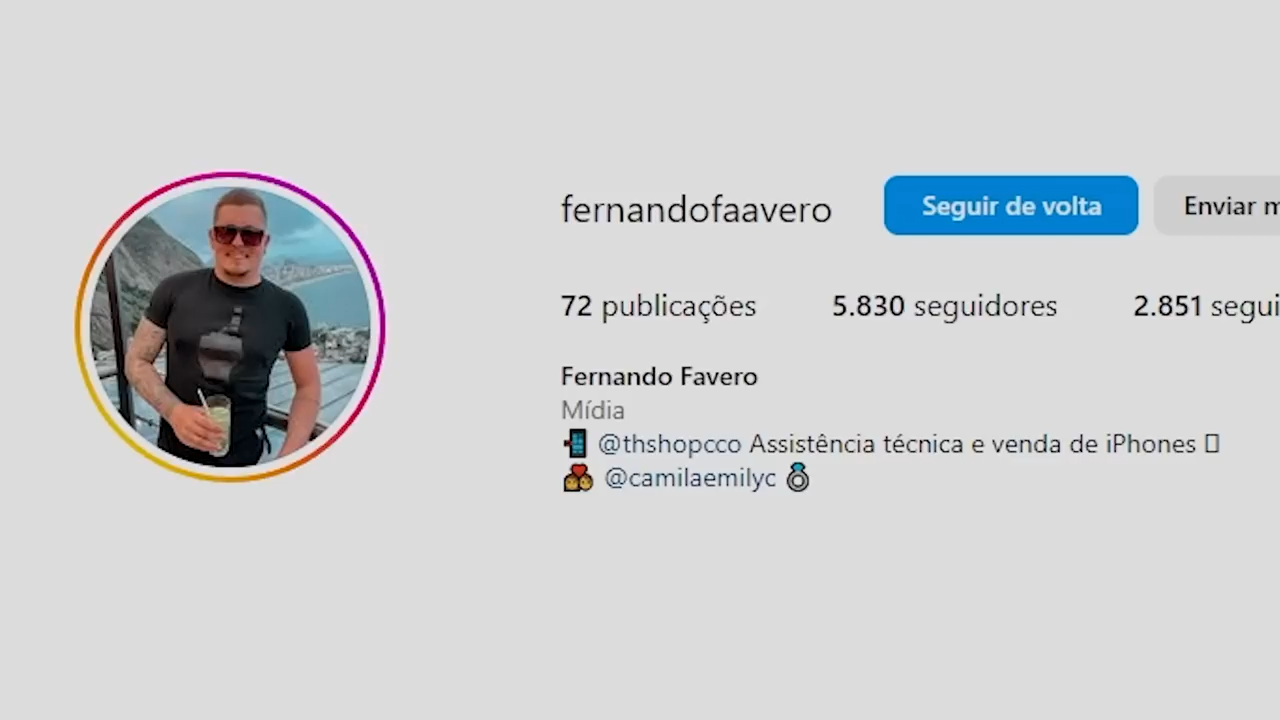 fernandofaavero Seguir de volta Enviar m
72 publicações 5.830 seguidores 2.851 segui
Fernando Favero
Mídia
@thshopcco Assistência técnica e venda de iPhones
@camilaemilyc